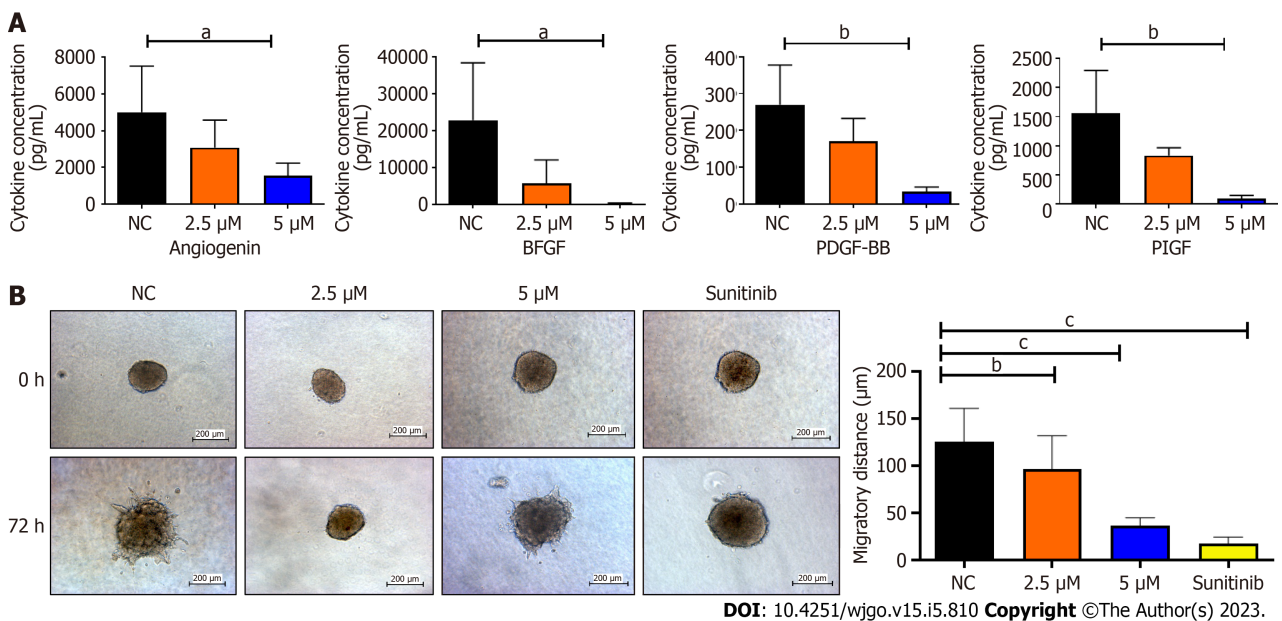 A
a
Cytokine concentration
(pg/mL)
8000
6000
4000
2000
0
NC
2.5 µM
5 µM
Angiogenin
a
Cytokine concentration
(pg/mL)
40000
30000
20000
10000
0
NC
2.5 µM
5 µM
BFGF
b
Cytokine concentration
(pg/mL)
400
300
200
100
0
NC
2.5 µM
5 µM
PDGF-BB
b
Cytokine concentration
(pg/mL)
2500
2000
1500
1000
500
0
NC
2.5 µM
5 µM
PIGF
B
NC
2.5 µM
5 µM
Sunitinib
0 h
200 µm
200 µm
200 µm
200 µm
72 h
200 µm
200 µm
200 µm
200 µm
c
c
b
Migratory distance (µm)
200
150
100
50
0
NC
2.5 µM
5 µM
Sunitinib
DOI: 10.4251/wjgo.v15.i5.810 Copyright ©The Author(s) 2023.